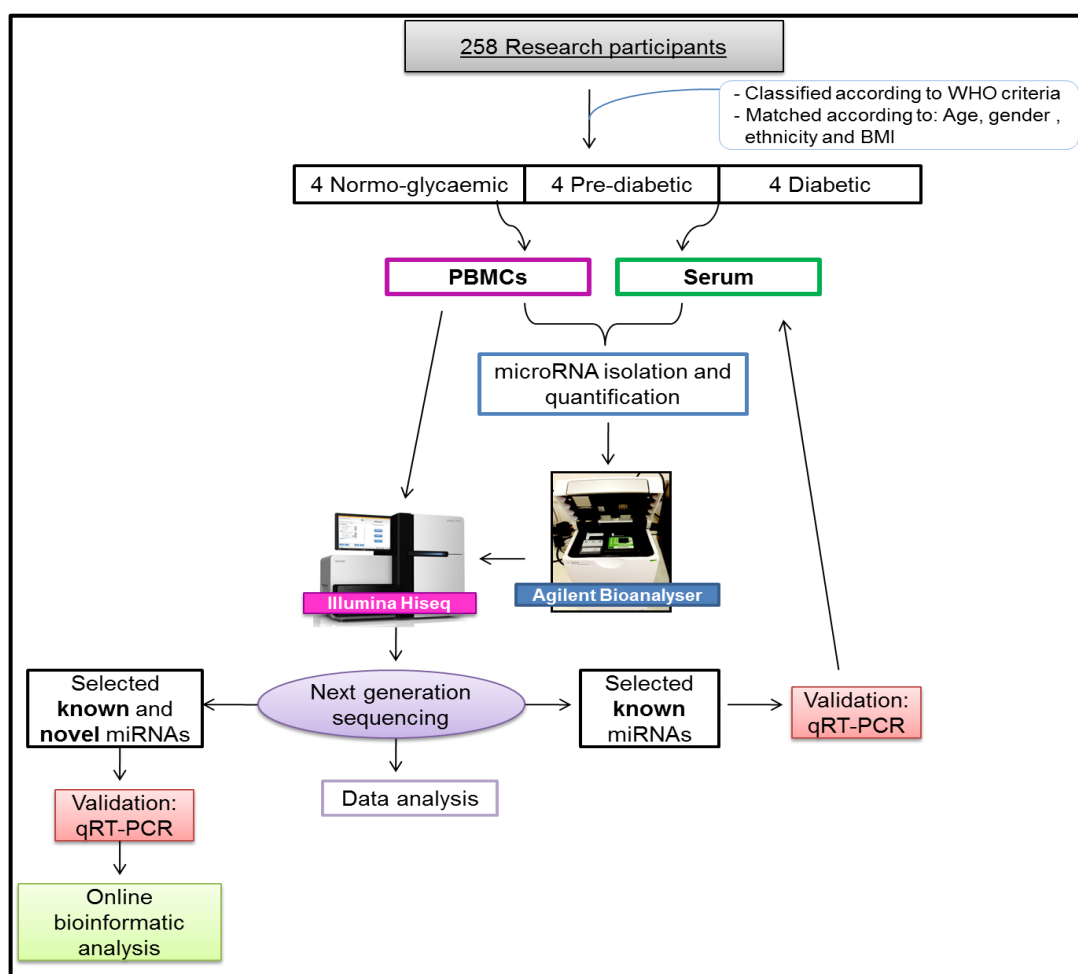 258 Research participants
- Classified according to WHO criteria
- Matched according to: Age, gender ,
ethnicity and BMI
4 Normo-glycaemic
4 Pre-diabetic
4 Diabetic
PBMCs
Serum
microRNA isolation and
quantification
Illumina Hiseq
Agilent Bioanalyser
Selected
known and
novel miRNAs
Next generation
sequencing
Selected
known
miRNAs
Validation:
qRT-PCR
Data analysis
Validation:
qRT-PCR
Online
bioinformatic
analysis